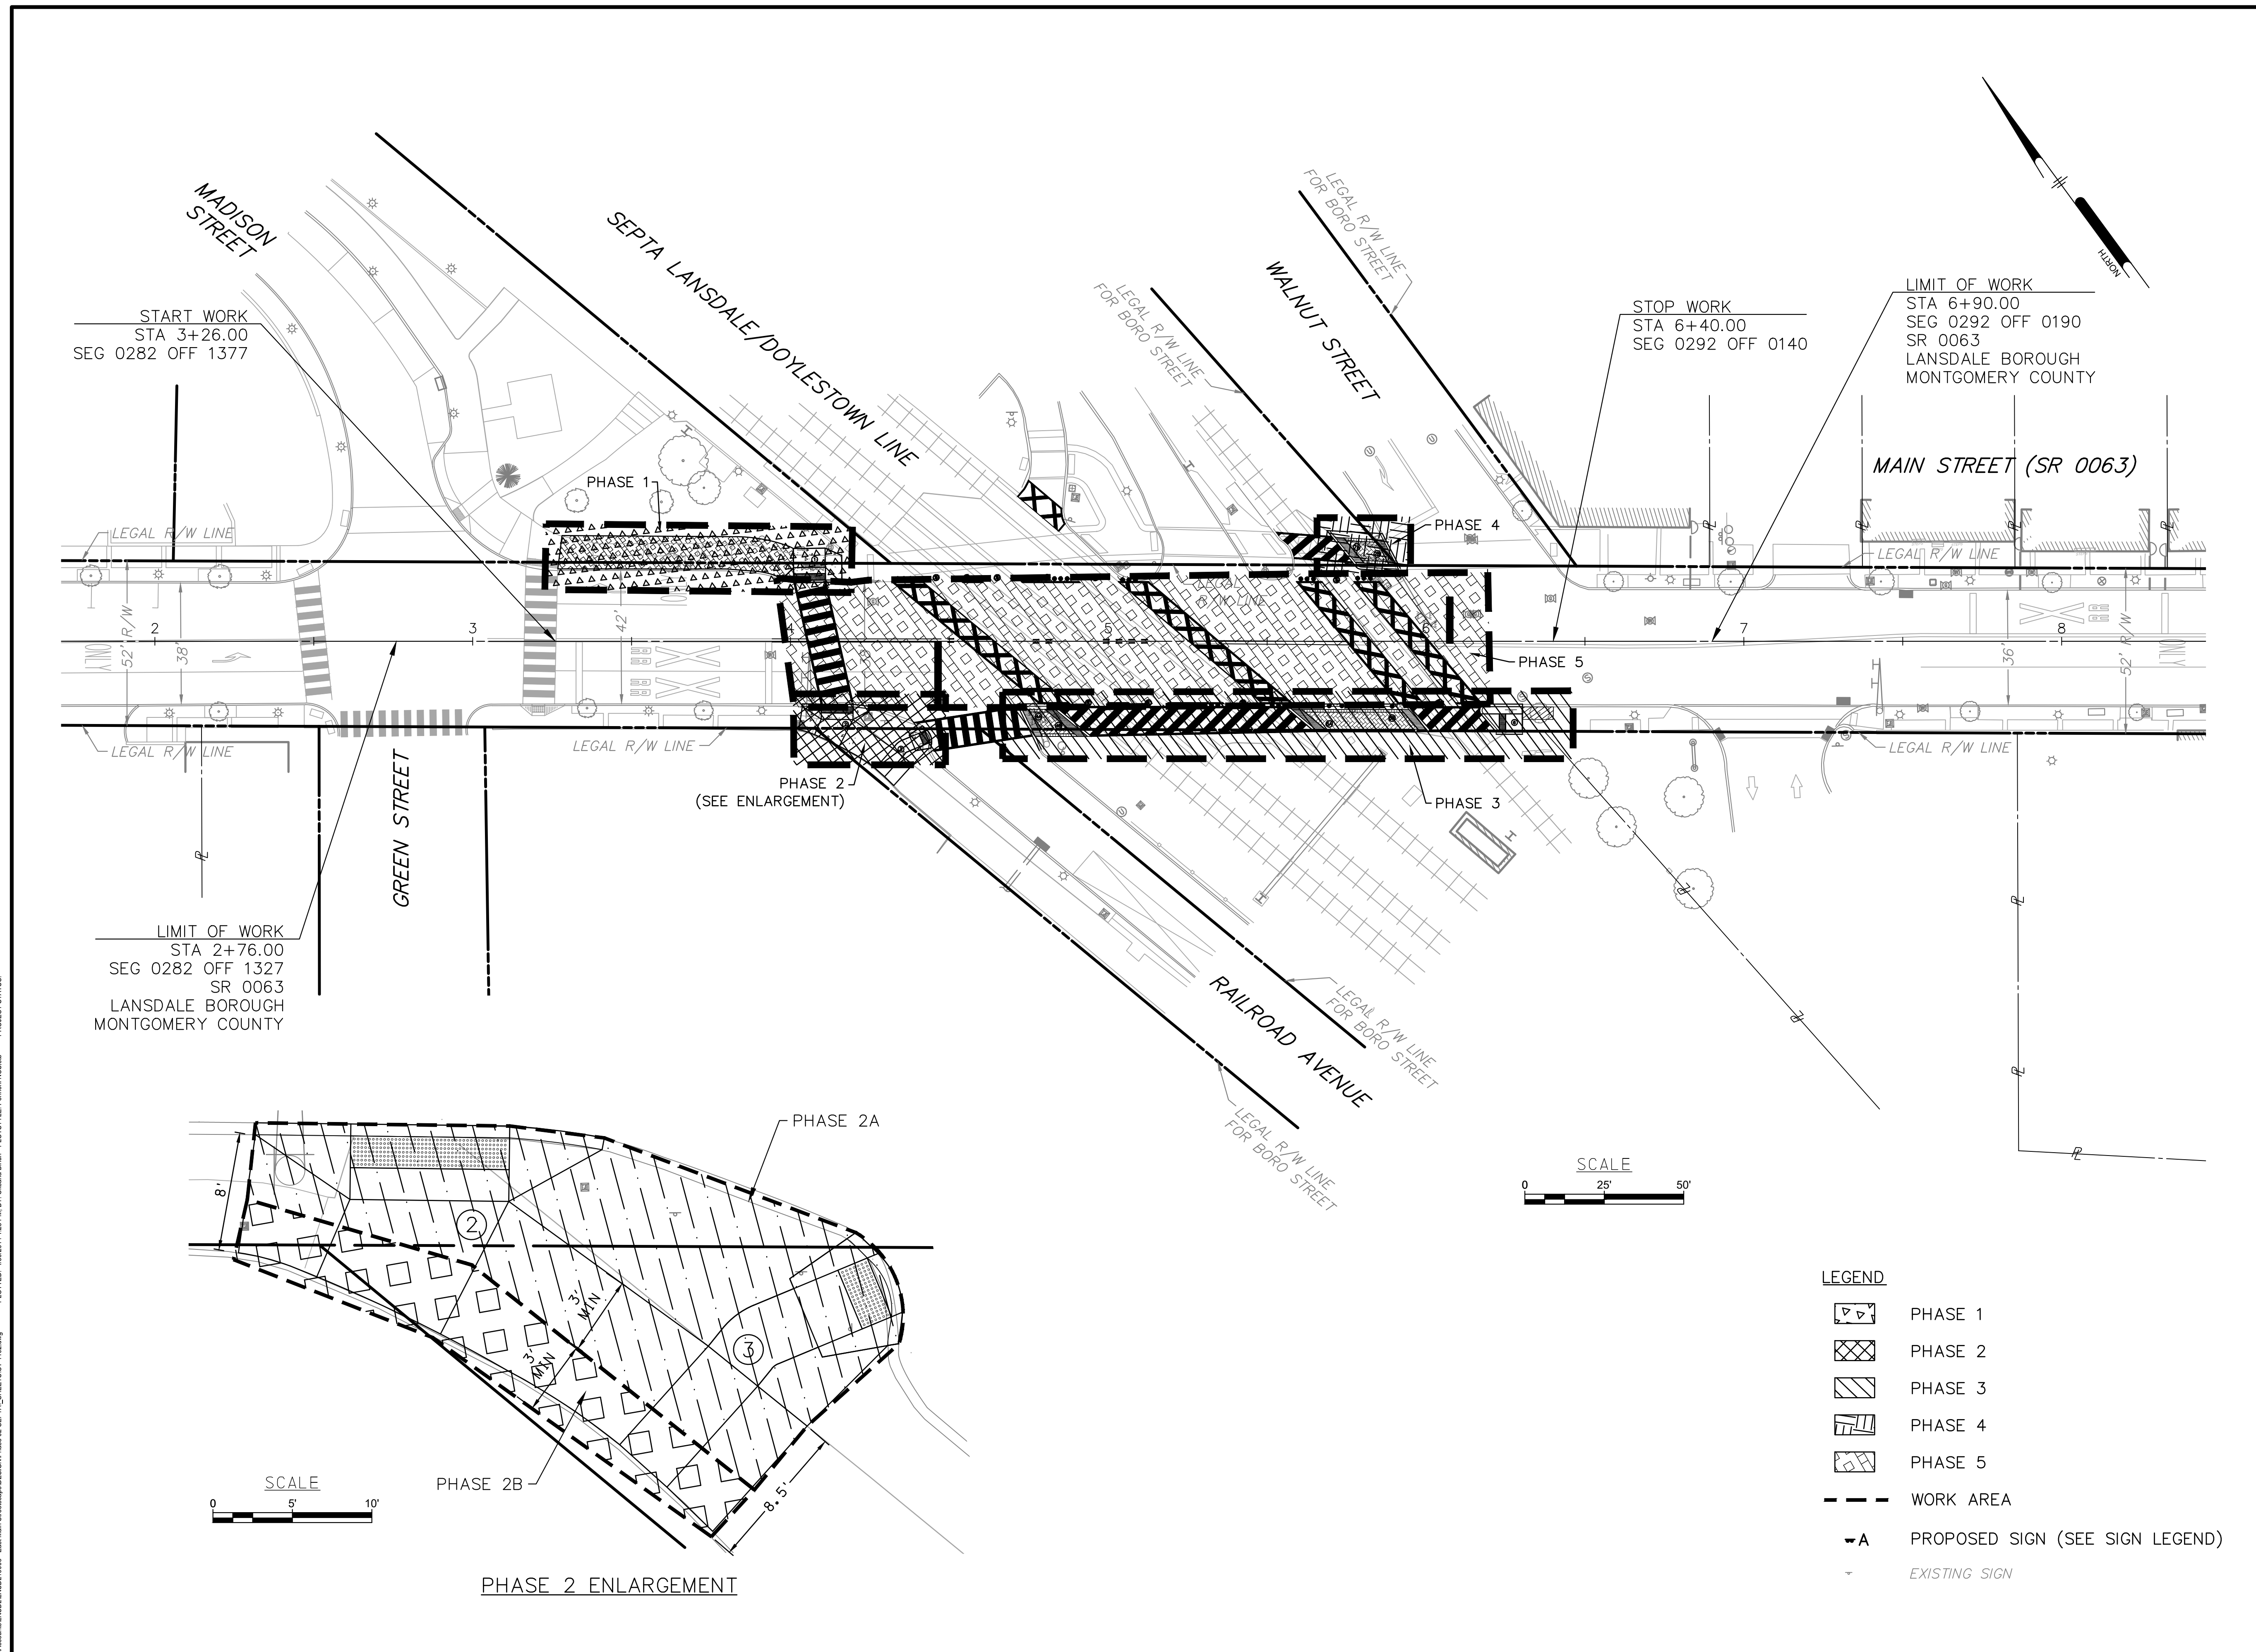 MADISON
STREET
START WORK
STA 3+26.00
SEG 0282 OFF 1377
SEPTA LANSDALE/DOYLESTOWN LINE
LEGAL R/W LINE
FOR BORO STREET
LEGAL R/W LINE
FOR BORO STREET
WALNUT STREET
STOP WORK
STA 6+40.00
SEG 0292 OFF 0140
LIMIT OF WORK
STA 6+90.00
SEG 0292 OFF 0190
SR 0063
LANSDALE BOROUGH
MONTGOMERY COUNTY
NORTH
MAIN STREET (SR 0063)
PHASE 1
PHASE 4
LEGAL R/W LINE
LEGAL R/W LINE
R/W LINE
2
3
4
5
6
7
8
52' R/W
38'
42'
36'
52' R/W
ONLY
ONLY
PHASE 5
LEGAL R/W LINE
LEGAL R/W LINE
LEGAL R/W LINE
PHASE 2
(SEE ENLARGEMENT)
PHASE 3
GREEN STREET
LIMIT OF WORK
STA 2+76.00
SEG 0282 OFF 1327
SR 0063
LANSDALE BOROUGH
MONTGOMERY COUNTY
RAILROAD AVENUE
LEGAL R/W LINE
FOR BORO STREET
LEGAL R/W LINE
FOR BORO STREET
PHASE 2A
8'
2
3'
MIN
3'
MIN
3
PHASE 2B
8.5'
SCALE
0 5' 10'
PHASE 2 ENLARGEMENT
SCALE
0 25' 50'
LEGEND
PHASE 1
PHASE 2
PHASE 3
PHASE 4
PHASE 5
WORK AREA
A PROPOSED SIGN (SEE SIGN LEGEND)
EXISTING SIGN